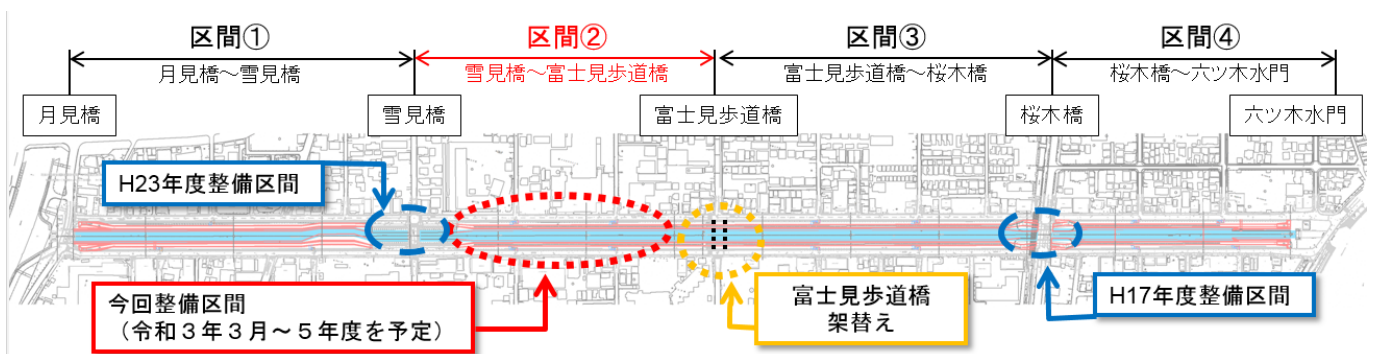 区間①
区間②
区間③
区間④
月見橋～雪見橋
雪見橋～富士見歩道橋
富士見歩道橋～桜木橋
桜木橋～六ツ木水門
月見橋
雪見橋
富士見歩道橋
桜木橋
六ツ木水門
H23年度整備区間
今回整備区間
（令和３年３月～５年度を予定）
富士見歩道橋
架替え
H17年度整備区間